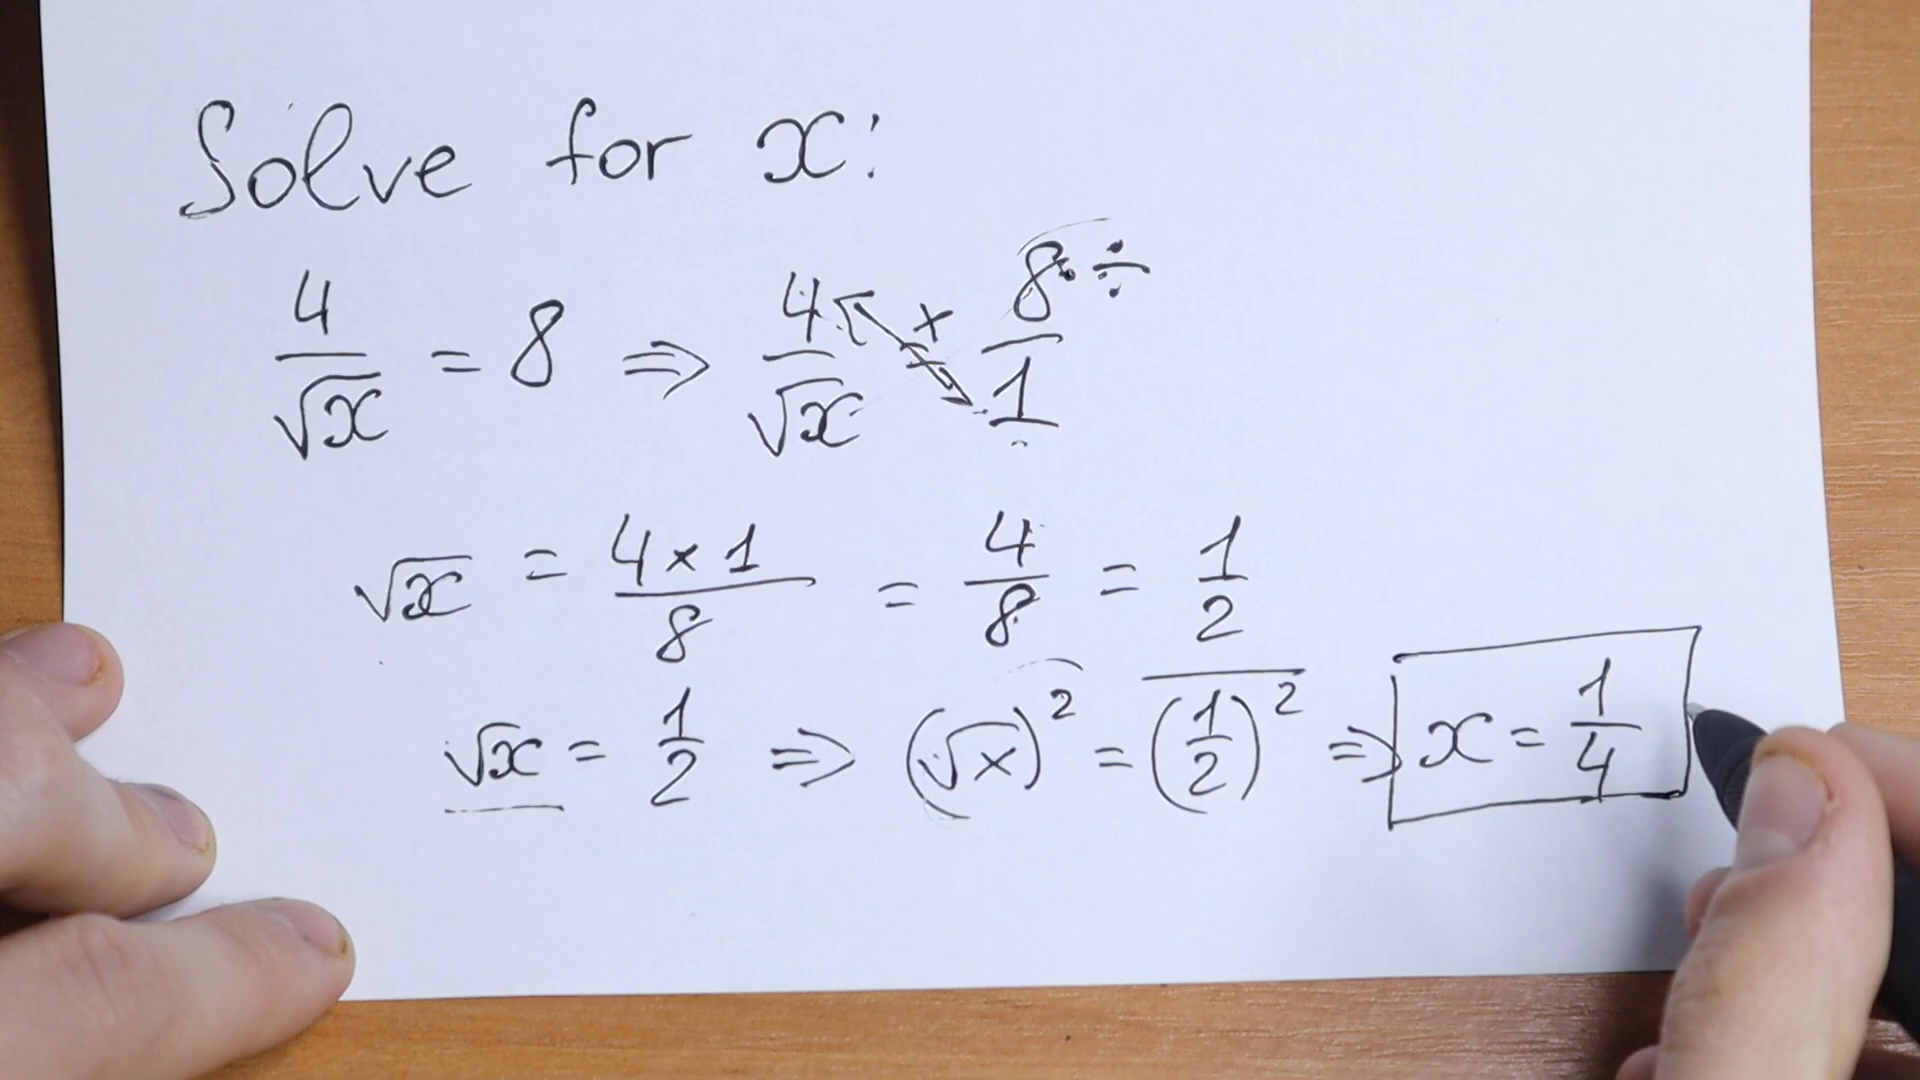 Solve for x:
4/√x = 8 ⇒ 4/√x = × 8/1 ÷
√x = 4×1/8 = 4/8 = 1/2
√x = 1/2 ⇒ (√x)² = (1/2)² ⇒ x = 1/4